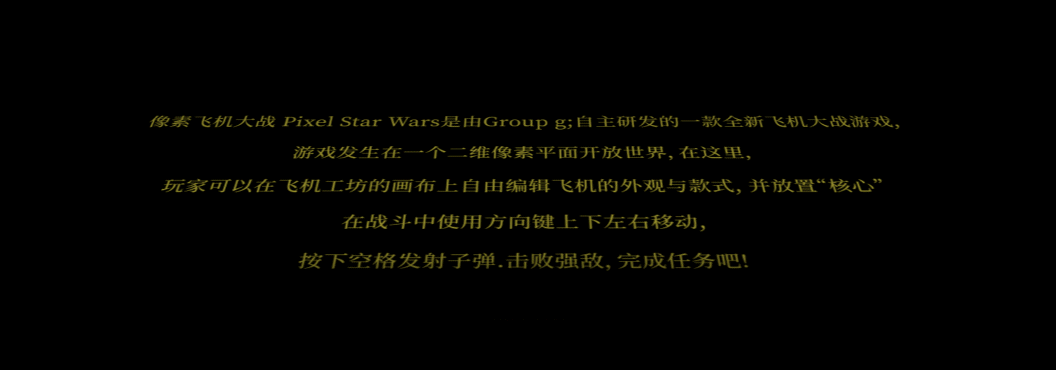 像素飞机大战 Pixel Star Wars是由Group g;自主研发的一款全新飞机大战游戏,
游戏发生在一个二维像素平面开放世界, 在这里,
玩家可以在飞机工坊的画布上自由编辑飞机的外观与款式, 并放置“核心”
在战斗中使用方向键上下左右移动,
按下空格发射子弹.击败强敌, 完成任务吧!